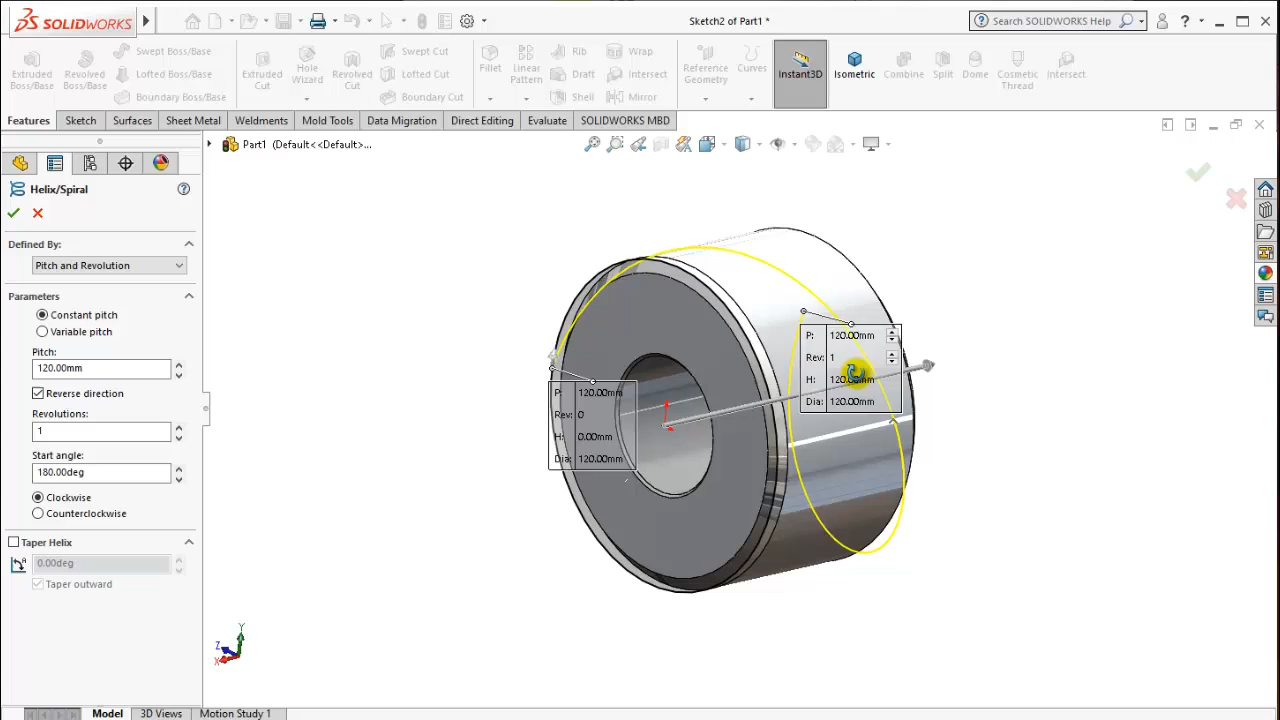 SOLIDWORKS
Sketch2 of Part1 *
Search SOLIDWORKS Help
?
Extruded Boss/Base
Revolved Boss/Base
Swept Boss/Base
Lofted Boss/Base
Boundary Boss/Base
Extruded Cut
Hole Wizard
Revolved Cut
Swept Cut
Lofted Cut
Boundary Cut
Fillet
Linear Pattern
Rib
Draft
Shell
Wrap
Intersect
Mirror
Reference Geometry
Curves
Instant3D
Isometric
Combine
Split
Dome
Cosmetic Thread
Intersect
Features
Sketch
Surfaces
Sheet Metal
Weldments
Mold Tools
Data Migration
Direct Editing
Evaluate
SOLIDWORKS MBD
Part1 (Default<<Default>...
Helix/Spiral
?
Defined By:
Pitch and Revolution
Parameters
Constant pitch
Variable pitch
Pitch:
120.00mm
Reverse direction
Revolutions:
1
Start angle:
180.00deg
Clockwise
Counterclockwise
Taper Helix
0.00deg
Taper outward
P: 120.00mm
Rev: 0
H: 0.00mm
Dia: 120.00mm
P: 120.00mm
Rev: 1
H: 120.00mm
Dia: 120.00mm
Y
Z
X
Model
3D Views
Motion Study 1